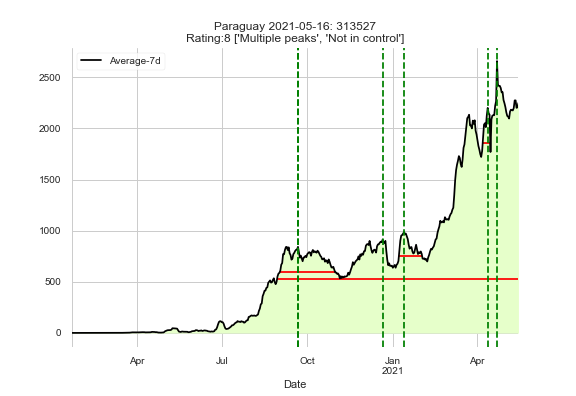 Paraguay 2021-05-16: 313527
Rating:8 ['Multiple peaks', 'Not in control']
Average-7d
2500
2000
1500
1000
500
0
Apr
Jul
Oct
Jan
2021
Apr
Date